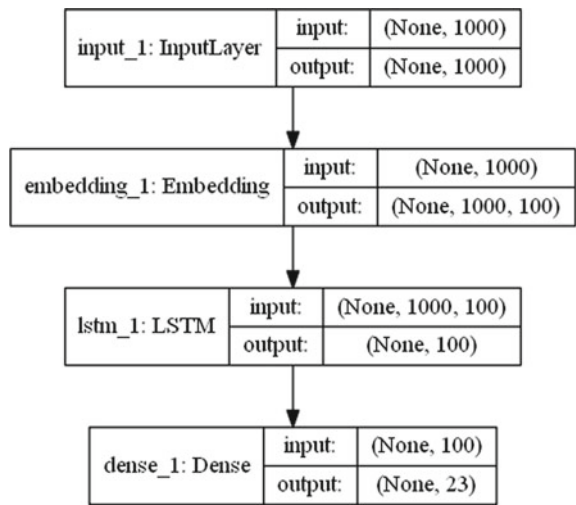 input_1: InputLayer
input: (None, 1000)
output: (None, 1000)
embedding_1: Embedding
input: (None, 1000)
output: (None, 1000, 100)
lstm_1: LSTM
input: (None, 1000, 100)
output: (None, 100)
dense_1: Dense
input: (None, 100)
output: (None, 23)